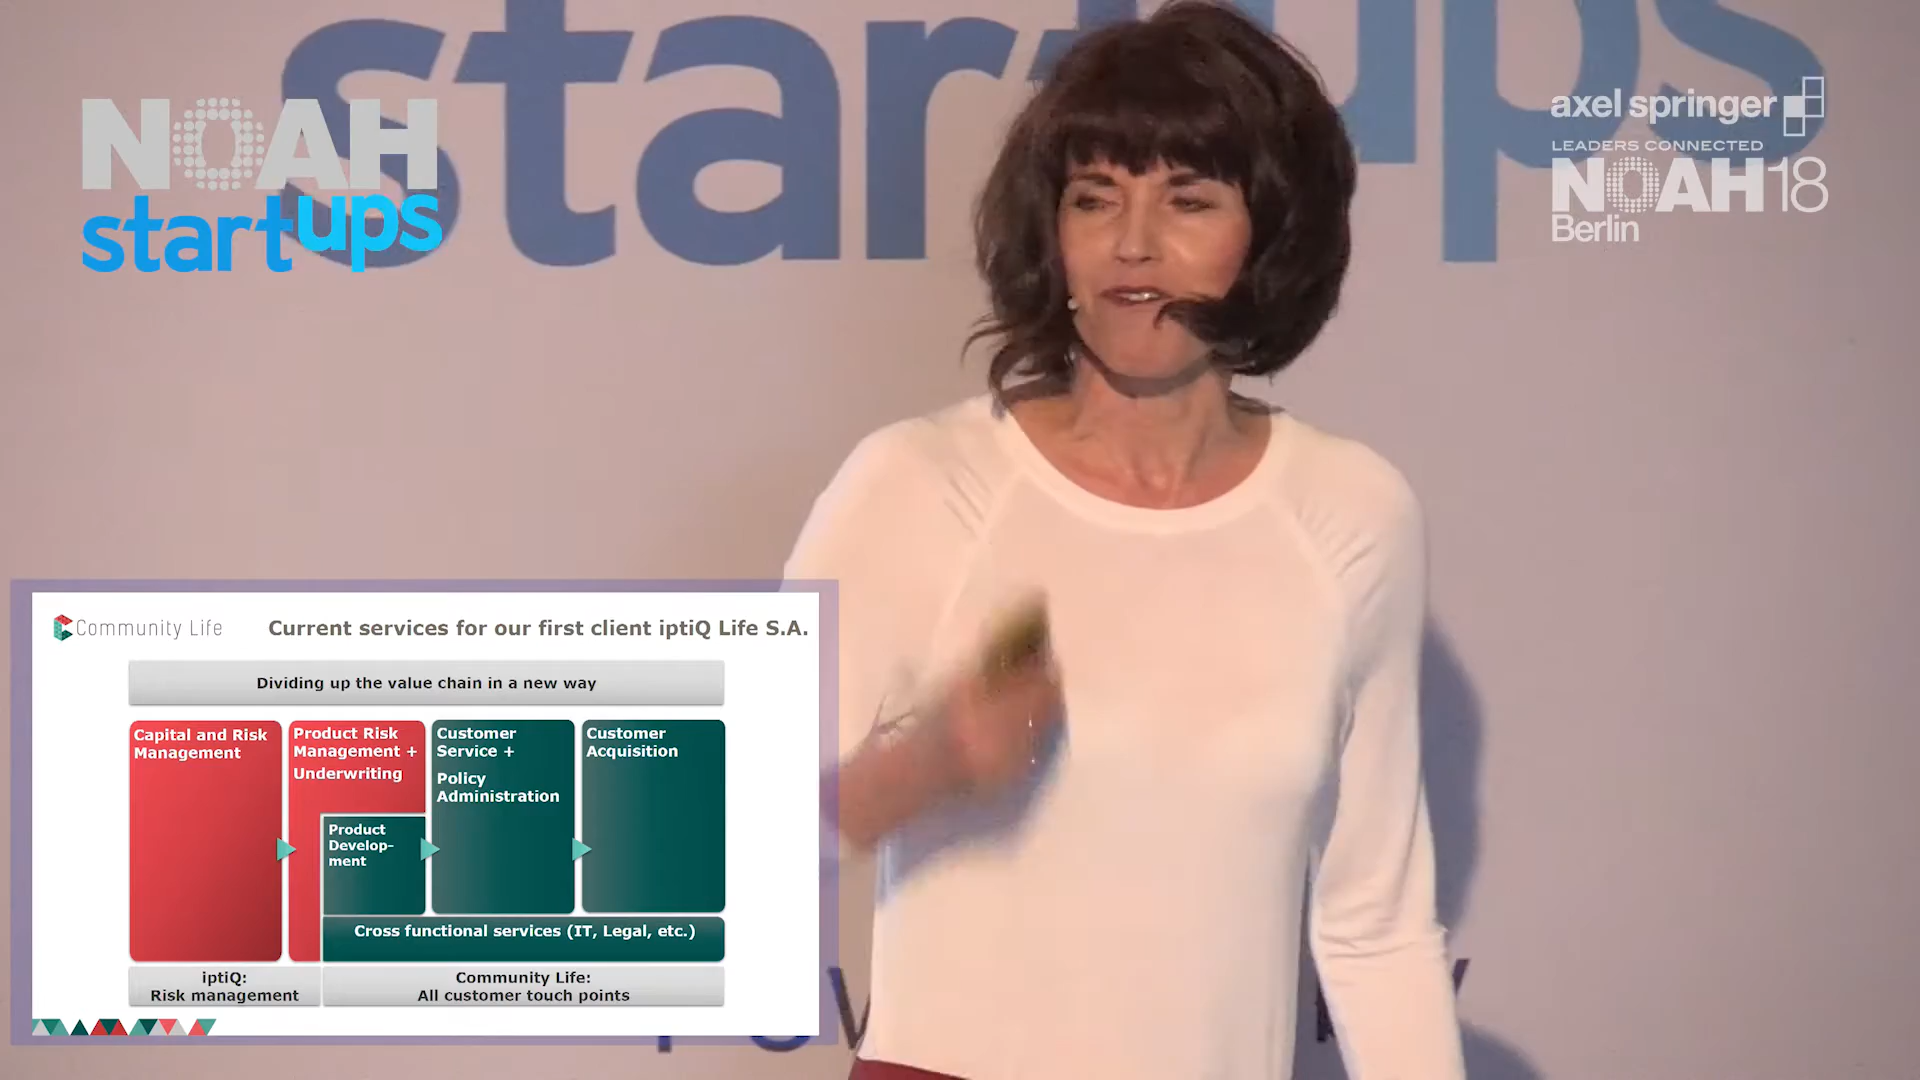 startups
NOAH
startups
axel springer
LEADERS CONNECTED
NOAH18
Berlin
Community Life
Current services for our first client iptiQ Life S.A.
Dividing up the value chain in a new way
Capital and Risk
Management
Product Risk
Management +
Underwriting
Product
Develop-
ment
Customer
Service +
Policy
Administration
Customer
Acquisition
Cross functional services (IT, Legal, etc.)
iptiQ:
Risk management
Community Life:
All customer touch points